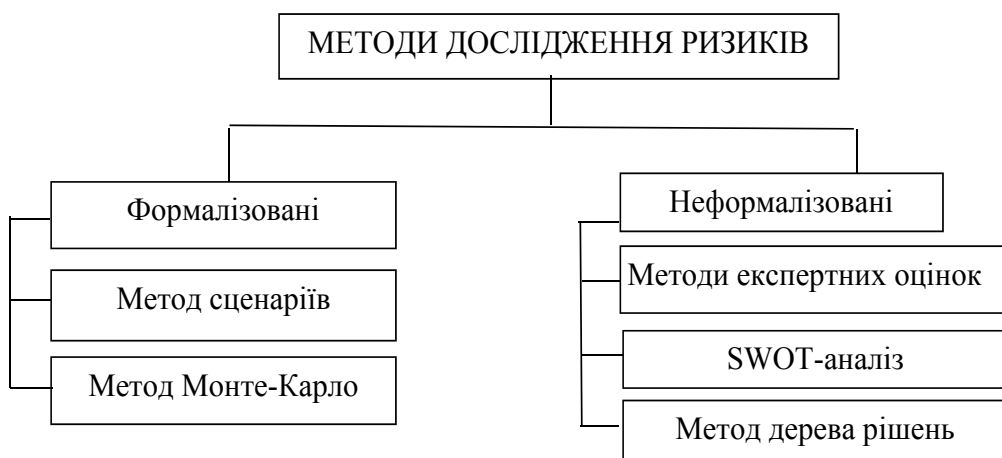 МЕТОДИ ДОСЛІДЖЕННЯ РИЗИКІВ
Формалізовані
Метод сценаріїв
Метод Монте-Карло
Неформалізовані
Методи експертних оцінок
SWOT-аналіз
Метод дерева рішень